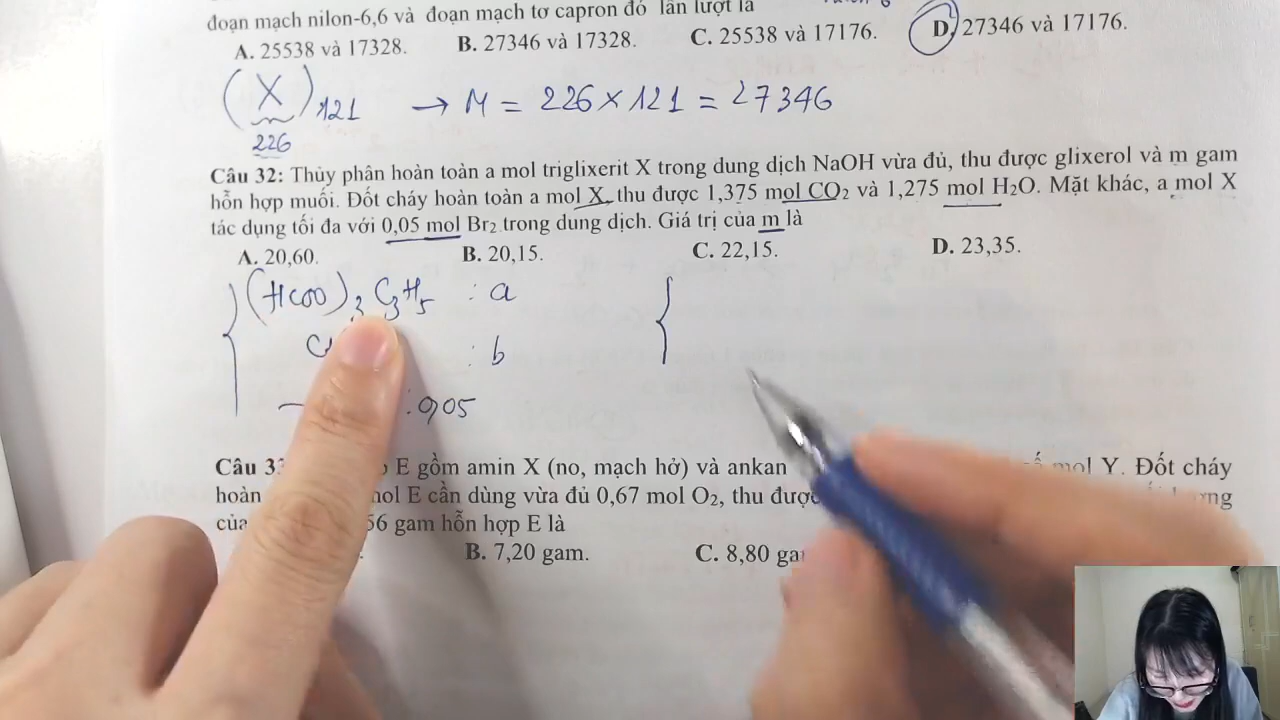 đoạn mạch nilon-6,6 và đoạn mạch tơ capron đó lần lượt là
A. 25538 và 17328. B. 27346 và 17328. C. 25538 và 17176. D. 27346 và 17176.
(X)121 → M = 226 × 121 = 27346
226
Câu 32: Thủy phân hoàn toàn a mol triglixerit X trong dung dịch NaOH vừa đủ, thu được glixerol và m gam
hỗn hợp muối. Đốt cháy hoàn toàn a mol X, thu được 1,375 mol CO2 và 1,275 mol H2O. Mặt khác, a mol X
tác dụng tối đa với 0,05 mol Br2 trong dung dịch. Giá trị của m là
A. 20,60. B. 20,15. C. 22,15. D. 23,35.
(HCOO)3C3H5 : a
: b
: 0,05
Câu E gồm amin X (no, mạch hở) và ankan mol Y. Đốt cháy
hoàn mol E cần dùng vừa đủ 0,67 mol O2, thu được
của 56 gam hỗn hợp E là
B. 7,20 gam. C. 8,80